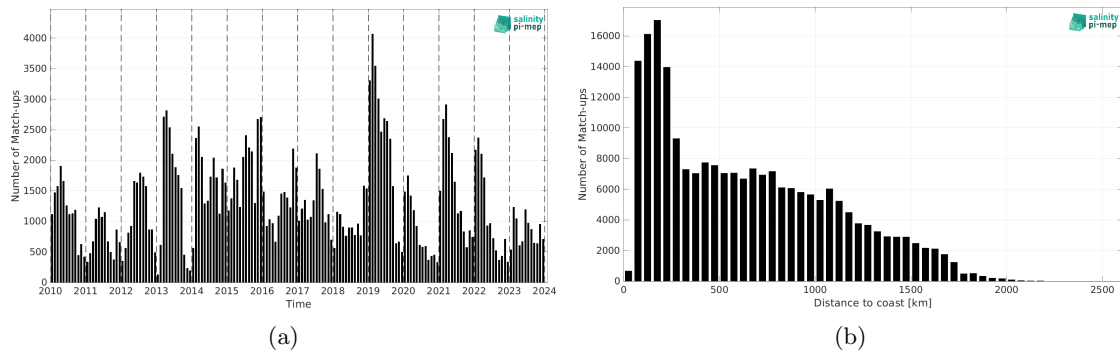 salinity
pi-mep
Number of Match-ups
4000
3500
3000
2500
2000
1500
1000
500
0
2010 2011 2012 2013 2014 2015 2016 2017 2018 2019 2020 2021 2022 2023 2024
Time
(a)
salinity
pi-mep
Number of Match-ups
16000
14000
12000
10000
8000
6000
4000
2000
0
0 500 1000 1500 2000 2500
Distance to coast [km]
(b)